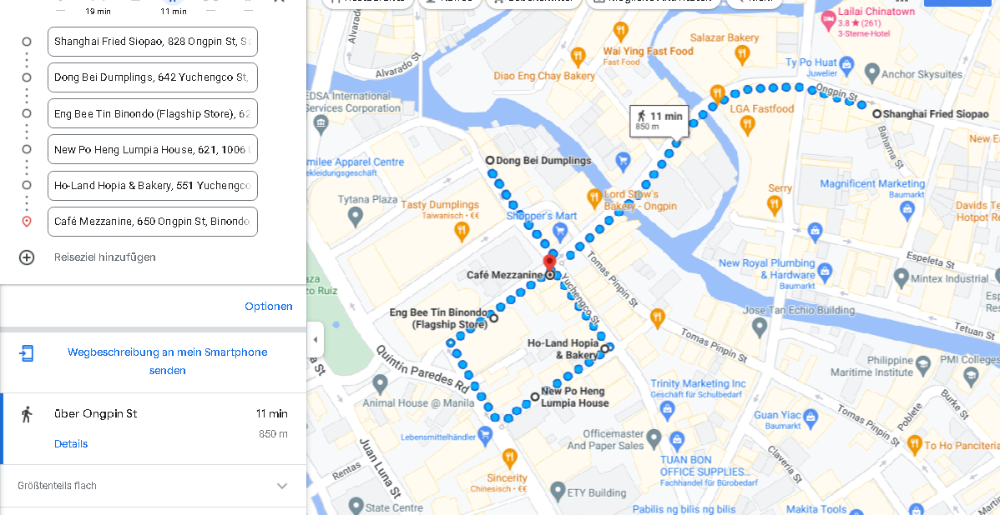 19 min
11 min
Shanghai Fried Siopao, 828 Ongpin St, Sa
Dong Bei Dumplings, 642 Yuchengco St,
Eng Bee Tin Binondo (Flagship Store), 62
New Po Heng Lumpia House, 621, 1006
Ho-Land Hopia & Bakery, 551 Yuchengco
Café Mezzanine, 650 Ongpin St, Binondo,
Reiseziel hinzufügen
Optionen
Wegbeschreibung an mein Smartphone
senden
über Ongpin St
11 min
850 m
Details
Größtenteils flach
Lailai Chinatown
3.8 ★ (261)
3-Sterne-Hotel
Alvarado
Salazar Bakery
Wai Ying Fast Food
Fast Food
Alvarado St
Diao Eng Chay Bakery
Ty Po Huat
Juwelier
Anchor Skysuites
Ongpin St
EDSA International
Services Corporation
LGA Fastfood
Shanghai Fried Siopao
11 min
850 m
Bahama St
New E
milee Apparel Centre
ekleidungsgeschäft
Dong Bei Dumplings
Magnificent Marketing
Baumarkt
Serry
Lord Stow's
Bakery - Ongpin
Tytana Plaza
Tasty Dumplings
Taiwanisch • €€
Shopper's Mart
Davids Te
Hotpot Re
Espeleta St
Tomas Pinpin St
New Royal Plumbing
& Hardware
Baumarkt
Café Mezzanine
Yuchengco St
Mintex Industrial
aza
zo Ruiz
Eng Bee Tin Binondo
(Flagship Store)
Jose Tan Echio Building
Esp
Res
Tetuan St
Ho-Land Hopia
& Bakery
Tomas Pinpin St
Quintin Paredes Rd
a St
Philippine
Maritime Institute
PMI Colleges
New Po Heng
Lumpia House
Trinity Marketing Inc
Geschäft für Schulbedarf
Animal House @ Manila
Burke St
Poblete
Guan Yiac
Baumarkt
Tomas Pinpin St
Lebensmittelhändler
Officemaster
And Paper Sales
To Ho Panciteria
Juan Luna St
TUAN BON
OFFICE SUPPLIES...
Fachhandel für Bürobedarf
Claveria St
Rentas
Sincerity
Chinesisch • €€
ETY Building
State Centre
Pabilis ng bilis ng bilis
Makita Tools